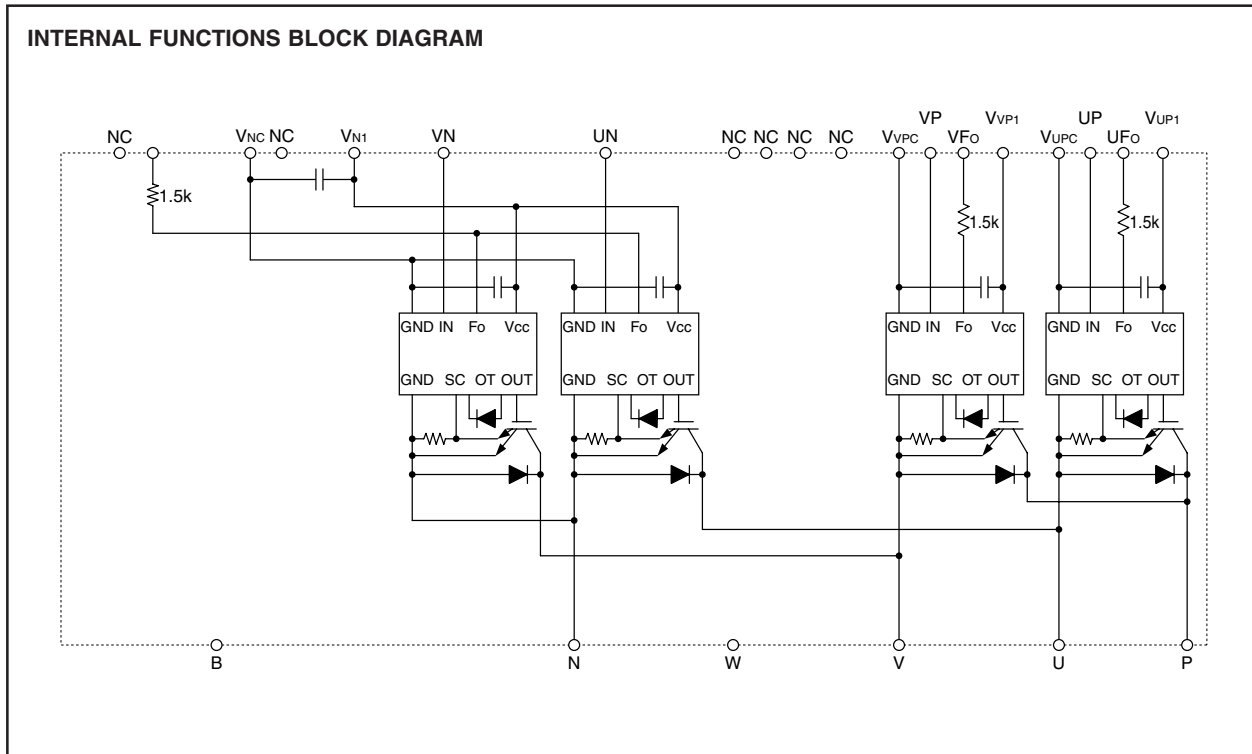 INTERNAL FUNCTIONS BLOCK DIAGRAM
NC VNC NC VN1 VN UN NC NC NC NC VVPC VP VFO VVP1 VUPC UP UFO VUP1
1.5k 1.5k 1.5k
GND IN Fo Vcc GND IN Fo Vcc GND IN Fo Vcc GND IN Fo Vcc
GND SC OT OUT GND SC OT OUT GND SC OT OUT GND SC OT OUT
B N W V U P